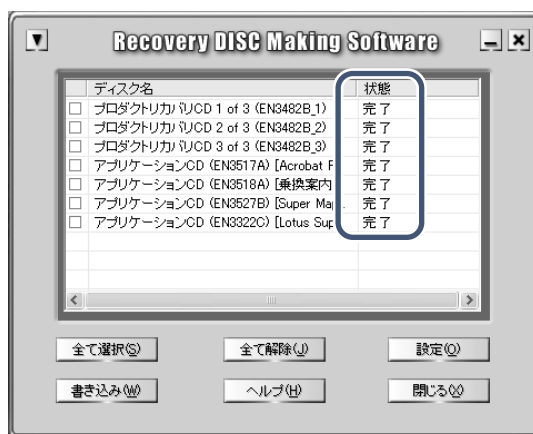 Recovery DISC Making Software
ディスク名 状態
プロダクトリカバリCD 1 of 3 (EN3482B_1) 完了
プロダクトリカバリCD 2 of 3 (EN3482B_2) 完了
プロダクトリカバリCD 3 of 3 (EN3482B_3) 完了
アプリケーションCD (EN3517A) [Acrobat 完了
アプリケーションCD (EN3518A) [乗換案内 完了
アプリケーションCD (EN3527B) [Super 完了
アプリケーションCD (EN3322C) [Lotus 完了
全て選択(S) 全て解除(J) 設定(O)
書き込み(W) ヘルプ(H) 閉じる(X)